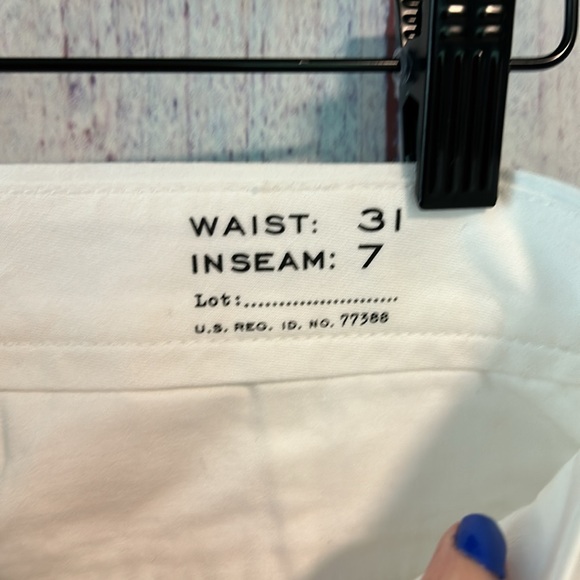 WAIST: 31
INSEAM: 7
Lot:.......................
U.S. REG. ID. NO. 77388